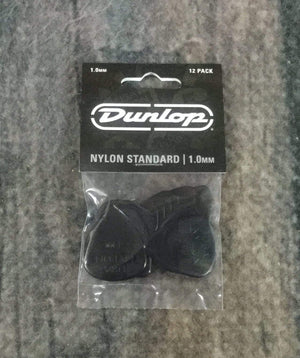 1.0mm 12 PACK
Dunlop
NYLON STANDARD | 1.0MM